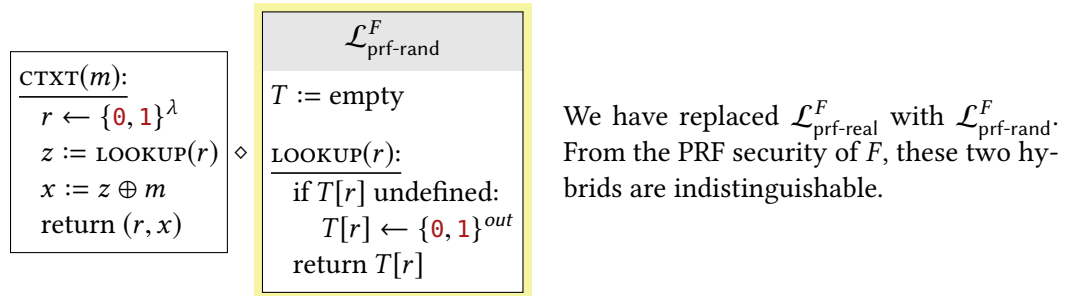 CTXT(m):
r ← {0, 1}^λ
z := LOOKUP(r)
x := z ⊕ m
return (r, x)
⋄
𝓛^F_prf-rand
T := empty
LOOKUP(r):
if T[r] undefined:
T[r] ← {0, 1}^out
return T[r]
We have replaced 𝓛^F_prf-real with 𝓛^F_prf-rand.
From the PRF security of F, these two hy-
brids are indistinguishable.